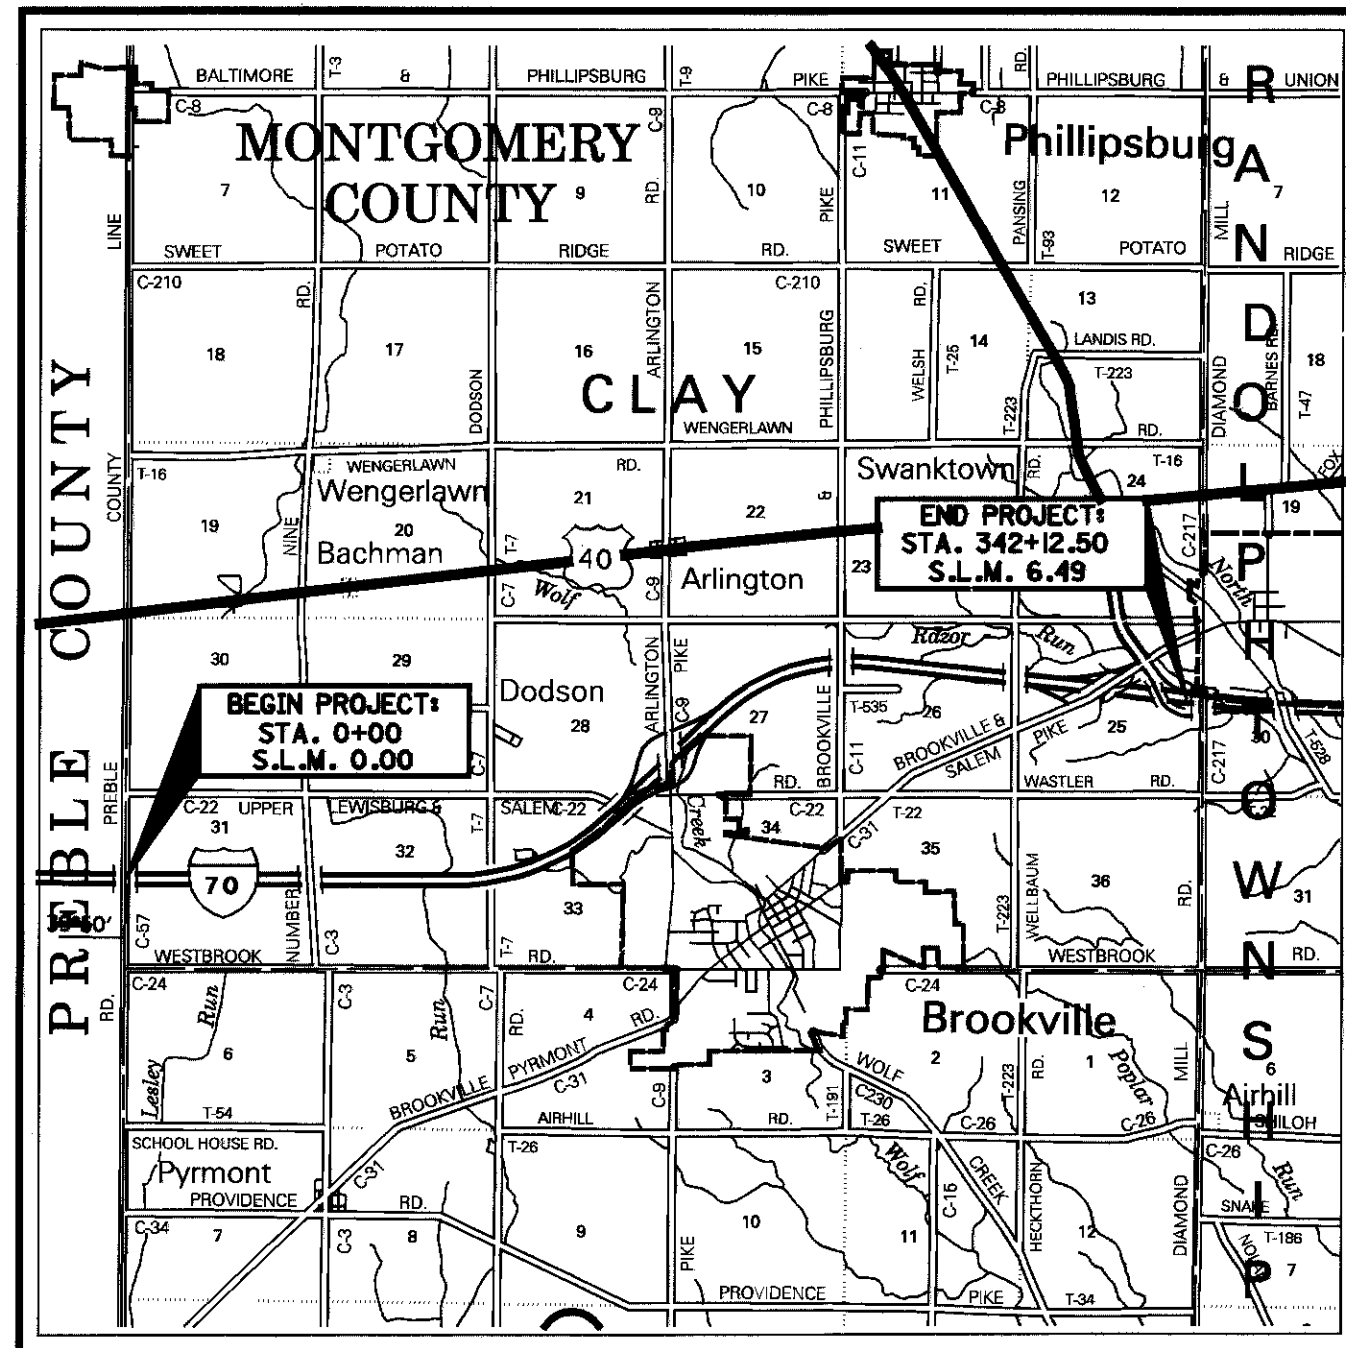 BALTIMORE T-3 & PHILLIPSBURG T-9 PIKE RD. PHILLIPSBURG & UNION
C-8 C-9 C-8 C-8
MONTGOMERY
COUNTY
Phillipsburg
7 9 RD. 10 PIKE C-11 11 PANSING 12 MILL 7
LINE SWEET POTATO RIDGE RD. SWEET T-93 POTATO RIDGE
C-210 RD. ARLINGTON C-210 RD. 13
18 17 16 15 14 LANDIS RD. 18
DODSON PHILLIPSBURG WELSH T-25 T-223 T-223 DIAMOND BARNES RD. T-47
CLAY
WENGERLAWN RD.
T-16 WENGERLAWN RD. RD. T-16 FOX
Wengerlawn 21 & Swanktown 24
COUNTY 19 NINE 20 22 19
END PROJECT:
STA. 342+12.50
S.L.M. 6.49
Bachman T-7 40 Arlington 23 C-217
C-7 Wolf C-9 North
Razor Run
30 29 ARLINGTON PIKE
BEGIN PROJECT:
STA. 0+00
S.L.M. 0.00
Dodson 28 C-9 27 T-535 26 25 30
C-7 BROOKVILLE C-11 BROOKVILLE & SALEM PIKE C-217 T-528
PREBLE RD. WASTLER RD.
C-22 UPPER LEWISBURG & SALEM C-22 C-22 T-22 C-22
31 32 T-7 Creek 34 C-31 35
70 36 31
33 T-223 WELLBAUM RD.
39°50'
C-57 NUMBER C-3 T-7
WESTBROOK RD. WESTBROOK RD.
C-24 C-3 C-7 C-24 C-24
RD. Run Run RD. 4 RD. Brookville
Lesley 6 5 BROOKVILLE PYRMONT 3 WOLF 2 RD. 1 Poplar MILL 6
C-31 C-9 T-191 C230 T-223 Airhill
T-54 AIRHILL RD. T-26 C-26 C-26 SHILOH
SCHOOL HOUSE RD. T-26 C-26
Pyrmont C-31 Wolf CREEK Run
PROVIDENCE RD. C-15 HECKTHORN DIAMOND SNAKE
C-34 7 C-3 8 9 10 11 12 T-186
PIKE 7
PROVIDENCE PIKE T-34
PREBLE COUNTY
RANDOLPH TOWNSHIP